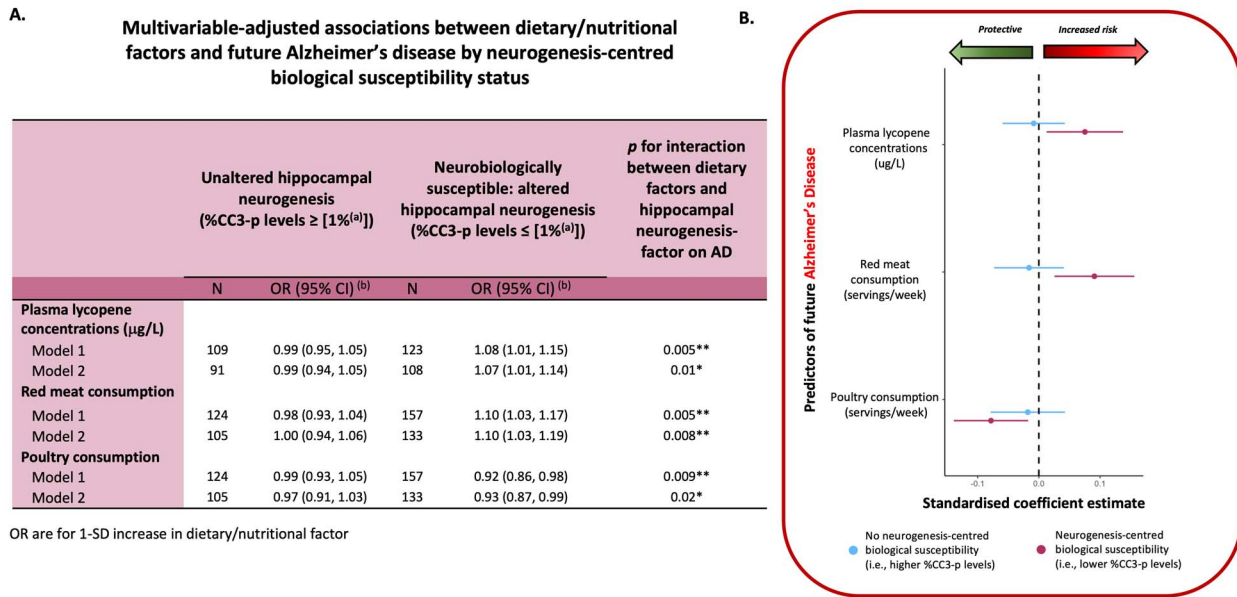 A.
Multivariable-adjusted associations between dietary/nutritional
factors and future Alzheimer's disease by neurogenesis-centred
biological susceptibility status
Unaltered hippocampal
neurogenesis
(%CC3-p levels ≥ [1%(a)])
Neurobiologically
susceptible: altered
hippocampal neurogenesis
(%CC3-p levels ≤ [1%(a)])
p for interaction
between dietary
factors and
hippocampal
neurogenesis-
factor on AD
N OR (95% CI) (b) N OR (95% CI) (b)
Plasma lycopene
concentrations (µg/L)
Model 1 109 0.99 (0.95, 1.05) 123 1.08 (1.01, 1.15) 0.005**
Model 2 91 0.99 (0.94, 1.05) 108 1.07 (1.01, 1.14) 0.01*
Red meat consumption
Model 1 124 0.98 (0.93, 1.04) 157 1.10 (1.03, 1.17) 0.005**
Model 2 105 1.00 (0.94, 1.06) 133 1.10 (1.03, 1.19) 0.008**
Poultry consumption
Model 1 124 0.99 (0.93, 1.05) 157 0.92 (0.86, 0.98) 0.009**
Model 2 105 0.97 (0.91, 1.03) 133 0.93 (0.87, 0.99) 0.02*
OR are for 1-SD increase in dietary/nutritional factor
B.
Protective Increased risk
Predictors of future Alzheimer's Disease
Plasma lycopene
concentrations
(ug/L)
Red meat
consumption
(servings/week)
Poultry consumption
(servings/week)
-0.1 0.0 0.1
Standardised coefficient estimate
No neurogenesis-centred
biological susceptibility
(i.e., higher %CC3-p levels)
Neurogenesis-centred
biological susceptibility
(i.e., lower %CC3-p levels)